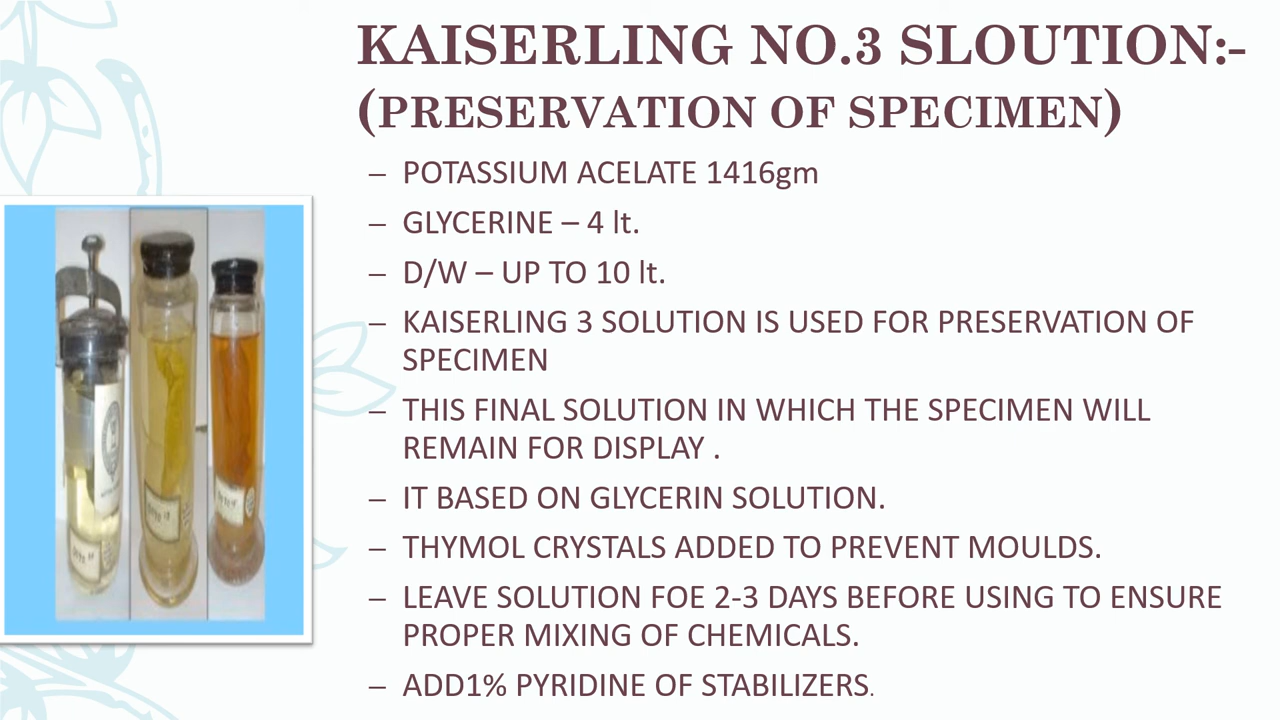 KAISERLING NO.3 SLOUTION:-
(PRESERVATION OF SPECIMEN)
– POTASSIUM ACELATE 1416gm
– GLYCERINE – 4 lt.
– D/W – UP TO 10 lt.
– KAISERLING 3 SOLUTION IS USED FOR PRESERVATION OF
SPECIMEN
– THIS FINAL SOLUTION IN WHICH THE SPECIMEN WILL
REMAIN FOR DISPLAY .
– IT BASED ON GLYCERIN SOLUTION.
– THYMOL CRYSTALS ADDED TO PREVENT MOULDS.
– LEAVE SOLUTION FOE 2-3 DAYS BEFORE USING TO ENSURE
PROPER MIXING OF CHEMICALS.
– ADD1% PYRIDINE OF STABILIZERS.